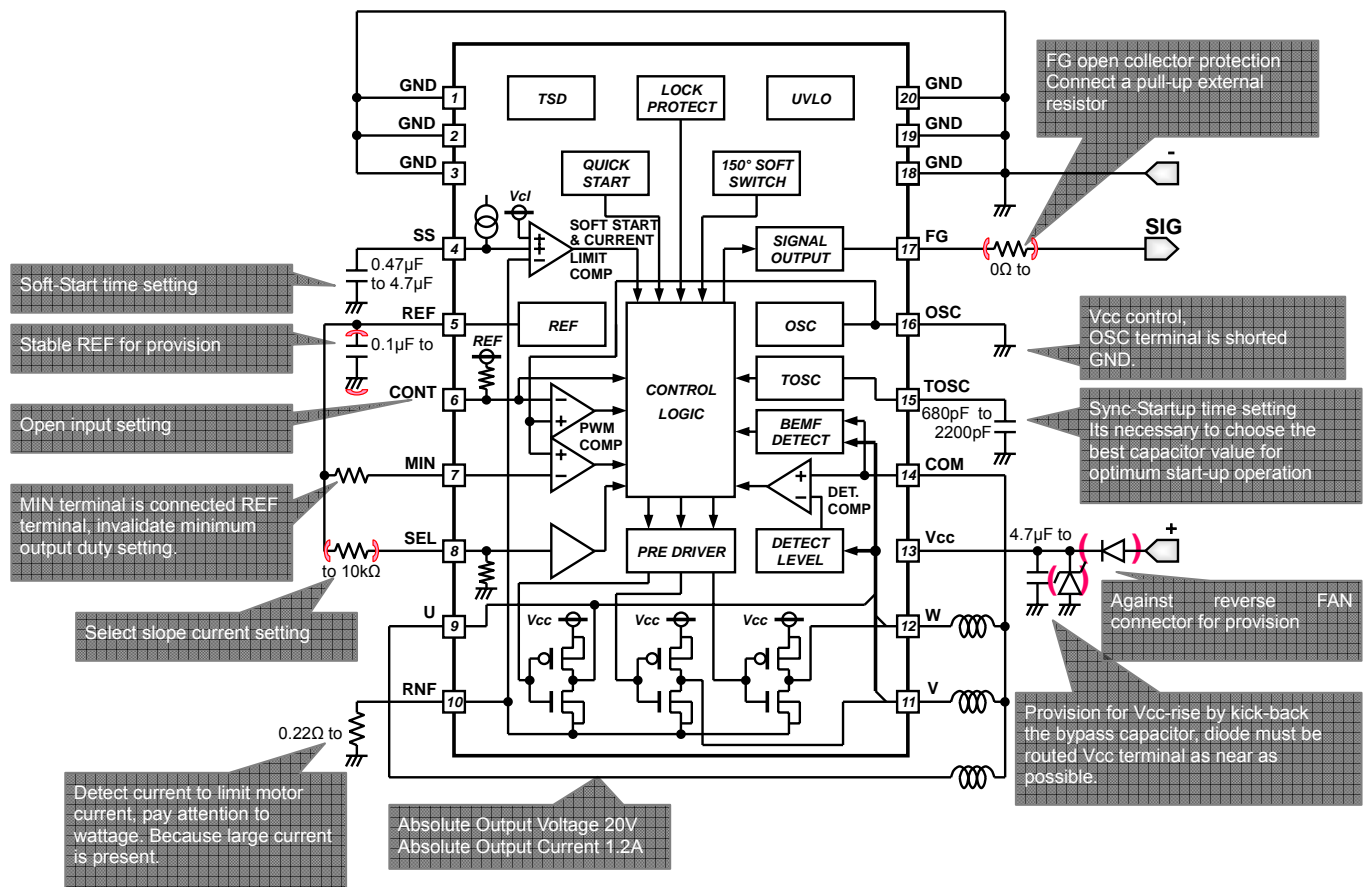 FG open collector protection
Connect a pull-up external
resistor
GND
1
TSD
LOCK
PROTECT
UVLO
20
GND
GND
2
19
GND
GND
3
18
GND
-
QUICK
START
150° SOFT
SWITCH
Vcl
SS
4
SOFT START
& CURRENT
LIMIT
COMP
SIGNAL
OUTPUT
17
FG
SIG
0Ω to
Soft-Start time setting
0.47µF
to 4.7µF
REF
5
REF
OSC
16
OSC
Vcc control,
OSC terminal is shorted
GND.
Stable REF for provision
0.1µF to
REF
CONT
6
CONTROL
LOGIC
TOSC
15
TOSC
Open input setting
PWM
COMP
BEMF
DETECT
680pF to
2200pF
Sync-Startup time setting
Its necessary to choose the
best capacitor value for
optimum start-up operation
MIN
7
14
COM
MIN terminal is connected REF
terminal, invalidate minimum
output duty setting.
DET.
COMP
SEL
8
to 10kΩ
PRE DRIVER
DETECT
LEVEL
13
Vcc
4.7µF to
+
Against reverse FAN
connector for provision
Select slope current setting
U
9
Vcc
Vcc
Vcc
12
W
RNF
10
11
V
0.22Ω to
Provision for Vcc-rise by kick-back
the bypass capacitor, diode must be
routed Vcc terminal as near as
possible.
Detect current to limit motor
current, pay attention to
wattage. Because large current
is present.
Absolute Output Voltage 20V
Absolute Output Current 1.2A